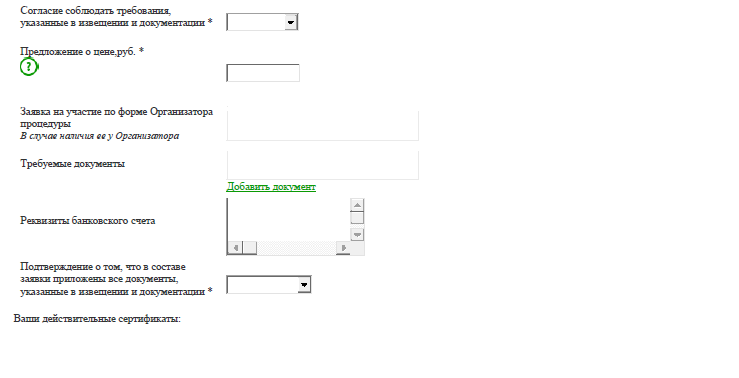 Согласие соблюдать требования,
указанные в извещении и документации *
Предложение о цене,руб. *
?
Заявка на участие по форме Организатора
процедуры
В случае наличия ее у Организатора
Требуемые документы
Добавить документ
Реквизиты банковского счета
Подтверждение о том, что в составе
заявки приложены все документы,
указанные в извещении и документации *
Ваши действительные сертификаты: